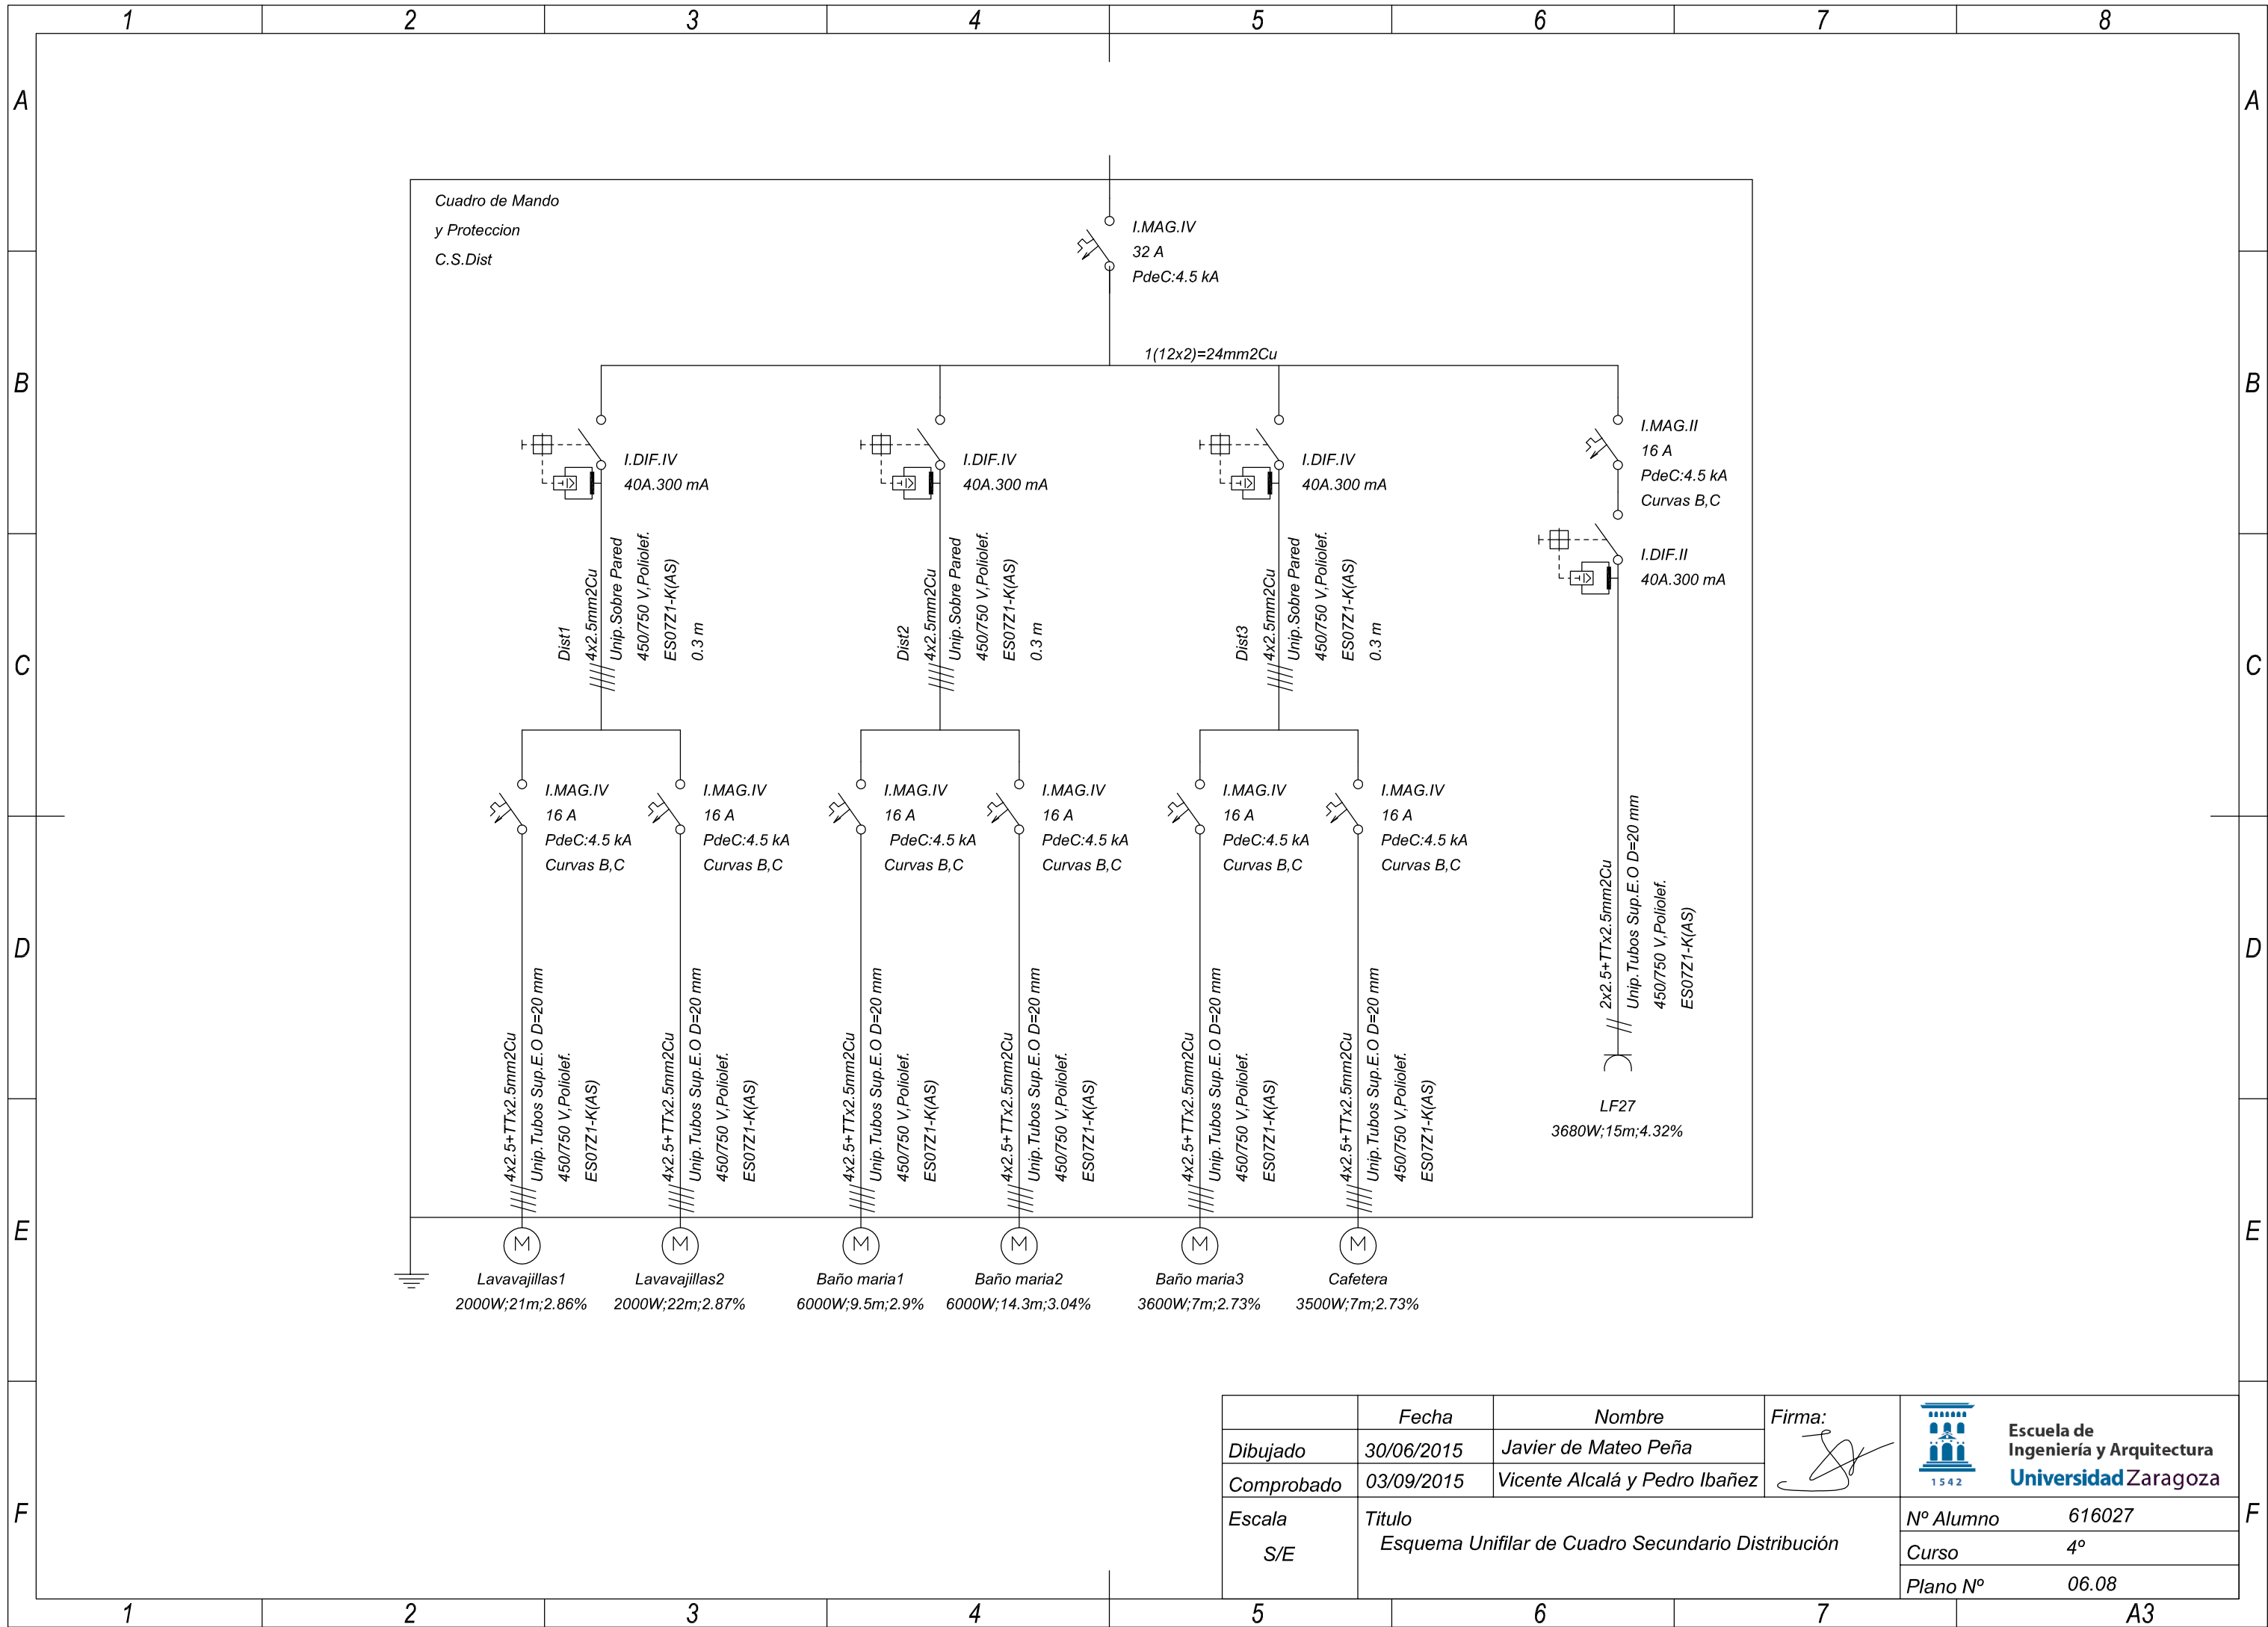 1 2 3 4 5 6 7 8
A A
B B
C C
D D
E E
F F
1 2 3 4 5 6 7 A3
Cuadro de Mando
y Proteccion
C.S.Dist
I.MAG.IV
32 A
PdeC:4.5 kA
1(12x2)=24mm2Cu
I.DIF.IV
40A.300 mA
I.DIF.IV
40A.300 mA
I.DIF.IV
40A.300 mA
I.MAG.II
16 A
PdeC:4.5 kA
Curvas B,C
I.DIF.II
40A.300 mA
Dist1
4x2.5mm2Cu
Unip.Sobre Pared
450/750 V,Poliolef.
ES07Z1-K(AS)
0.3 m
Dist2
4x2.5mm2Cu
Unip.Sobre Pared
450/750 V,Poliolef.
ES07Z1-K(AS)
0.3 m
Dist3
4x2.5mm2Cu
Unip.Sobre Pared
450/750 V,Poliolef.
ES07Z1-K(AS)
0.3 m
I.MAG.IV
16 A
PdeC:4.5 kA
Curvas B,C
I.MAG.IV
16 A
PdeC:4.5 kA
Curvas B,C
I.MAG.IV
16 A
PdeC:4.5 kA
Curvas B,C
I.MAG.IV
16 A
PdeC:4.5 kA
Curvas B,C
I.MAG.IV
16 A
PdeC:4.5 kA
Curvas B,C
I.MAG.IV
16 A
PdeC:4.5 kA
Curvas B,C
4x2.5+TTx2.5mm2Cu
Unip.Tubos Sup.E.O D=20 mm
450/750 V,Poliolef.
ES07Z1-K(AS)
4x2.5+TTx2.5mm2Cu
Unip.Tubos Sup.E.O D=20 mm
450/750 V,Poliolef.
ES07Z1-K(AS)
4x2.5+TTx2.5mm2Cu
Unip.Tubos Sup.E.O D=20 mm
450/750 V,Poliolef.
ES07Z1-K(AS)
4x2.5+TTx2.5mm2Cu
Unip.Tubos Sup.E.O D=20 mm
450/750 V,Poliolef.
ES07Z1-K(AS)
4x2.5+TTx2.5mm2Cu
Unip.Tubos Sup.E.O D=20 mm
450/750 V,Poliolef.
ES07Z1-K(AS)
4x2.5+TTx2.5mm2Cu
Unip.Tubos Sup.E.O D=20 mm
450/750 V,Poliolef.
ES07Z1-K(AS)
2x2.5+TTx2.5mm2Cu
Unip.Tubos Sup.E.O D=20 mm
450/750 V,Poliolef.
ES07Z1-K(AS)
LF27
3680W;15m;4.32%
M
Lavavajillas1
2000W;21m;2.86%
M
Lavavajillas2
2000W;22m;2.87%
M
Baño maria1
6000W;9.5m;2.9%
M
Baño maria2
6000W;14.3m;3.04%
M
Baño maria3
3600W;7m;2.73%
M
Cafetera
3500W;7m;2.73%
Fecha Nombre Firma:
Dibujado 30/06/2015 Javier de Mateo Peña
Comprobado 03/09/2015 Vicente Alcalá y Pedro Ibañez
Escala
S/E
Titulo
Esquema Unifilar de Cuadro Secundario Distribución
1542
Escuela de
Ingeniería y Arquitectura
Universidad Zaragoza
Nº Alumno 616027
Curso 4º
Plano Nº 06.08